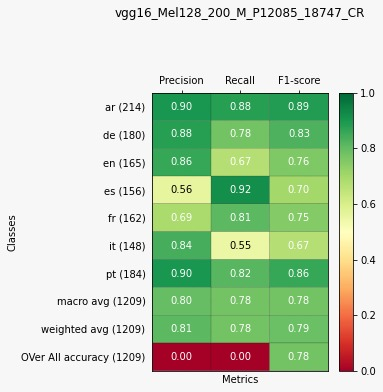 vgg16_Mel128_200_M_P12085_18747_CR
Precision Recall F1-score
ar (214) 0.90 0.88 0.89
de (180) 0.88 0.78 0.83
en (165) 0.86 0.67 0.76
es (156) 0.56 0.92 0.70
fr (162) 0.69 0.81 0.75
it (148) 0.84 0.55 0.67
pt (184) 0.90 0.82 0.86
macro avg (1209) 0.80 0.78 0.78
weighted avg (1209) 0.81 0.78 0.79
OVer All accuracy (1209) 0.00 0.00 0.78
Classes
Metrics
1.0
0.8
0.6
0.4
0.2
0.0